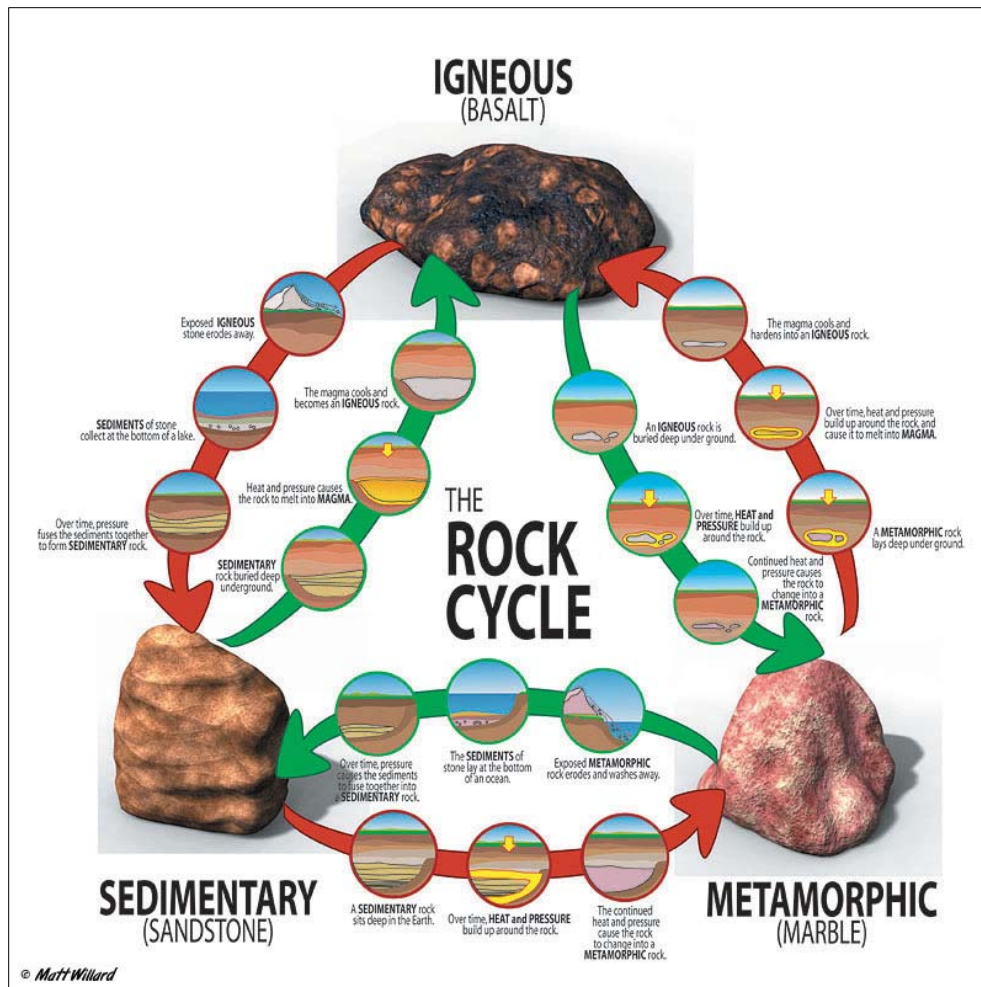 IGNEOUS
(BASALT)
Exposed IGNEOUS
stone erodes away.
SEDIMENTS of stone
collect at the bottom of a lake.
Over time, pressure
fuses the sediments together
to form SEDIMENTARY rock.
The magma cools and
becomes an IGNEOUS rock.
Heat and pressure causes
the rock to melt into MAGMA.
SEDIMENTARY
rock buried deep
underground.
THE
ROCK
CYCLE
An IGNEOUS rock is
buried deep under ground.
Over time, HEAT and
PRESSURE build up
around the rock.
Continued heat and
pressure causes
the rock to
change into a
METAMORPHIC
rock.
The magma cools and
hardens into an IGNEOUS rock.
Over time, heat and pressure
build up around the rock, and
cause it to melt into MAGMA.
A METAMORPHIC rock
lays deep under ground.
Over time, pressure
causes the sediments
to fuse together into
a SEDIMENTARY rock.
The SEDIMENTS of
stone lay at the bottom
of an ocean.
Exposed METAMORPHIC
rock erodes and washes away.
SEDIMENTARY
(SANDSTONE)
A SEDIMENTARY rock
sits deep in the Earth.
Over time, HEAT and PRESSURE
build up around the rock.
The continued
heat and pressure
cause the rock
to change into a
METAMORPHIC rock.
METAMORPHIC
(MARBLE)
© Matt Willard